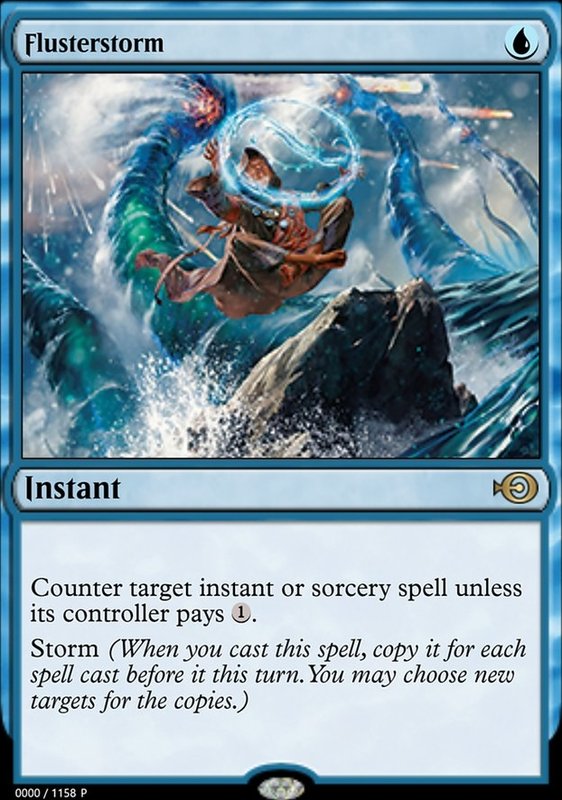 Flusterstorm
Instant
Counter target instant or sorcery spell unless
its controller pays 1.
Storm (When you cast this spell, copy it for each
spell cast before it this turn. You may choose new
targets for the copies.)
0000 / 1158 P